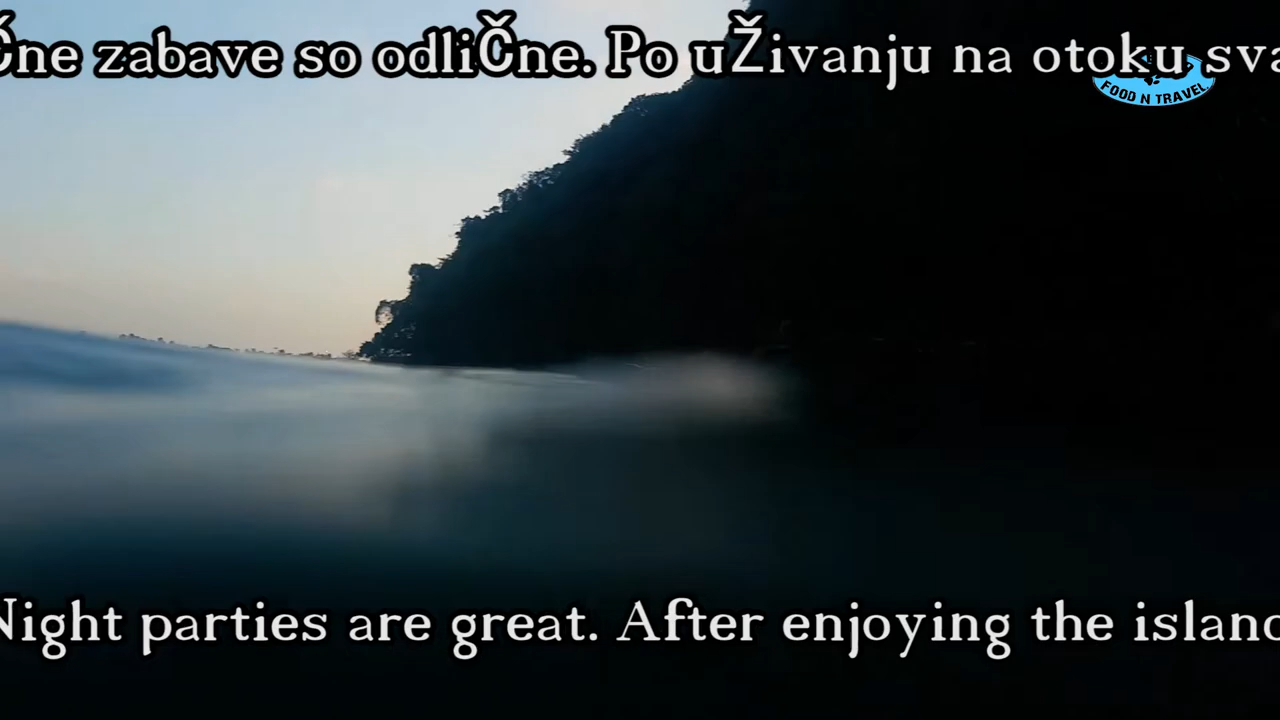 Čne zabave so odliČne. Po uŽivanju na otoku sva
FOOD N TRAVEL
Night parties are great. After enjoying the island